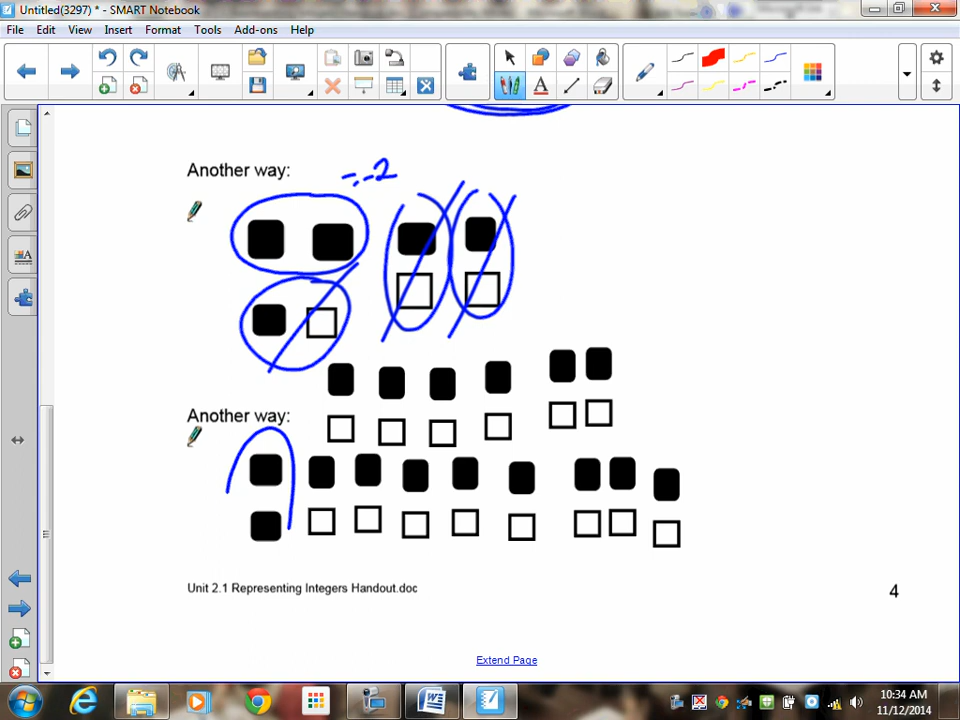 Untitled(3297) * - SMART Notebook
File Edit View Insert Format Tools Add-ons Help
Another way:
=-2
Another way:
Unit 2.1 Representing Integers Handout.doc
4
Extend Page
10:34 AM
11/12/2014